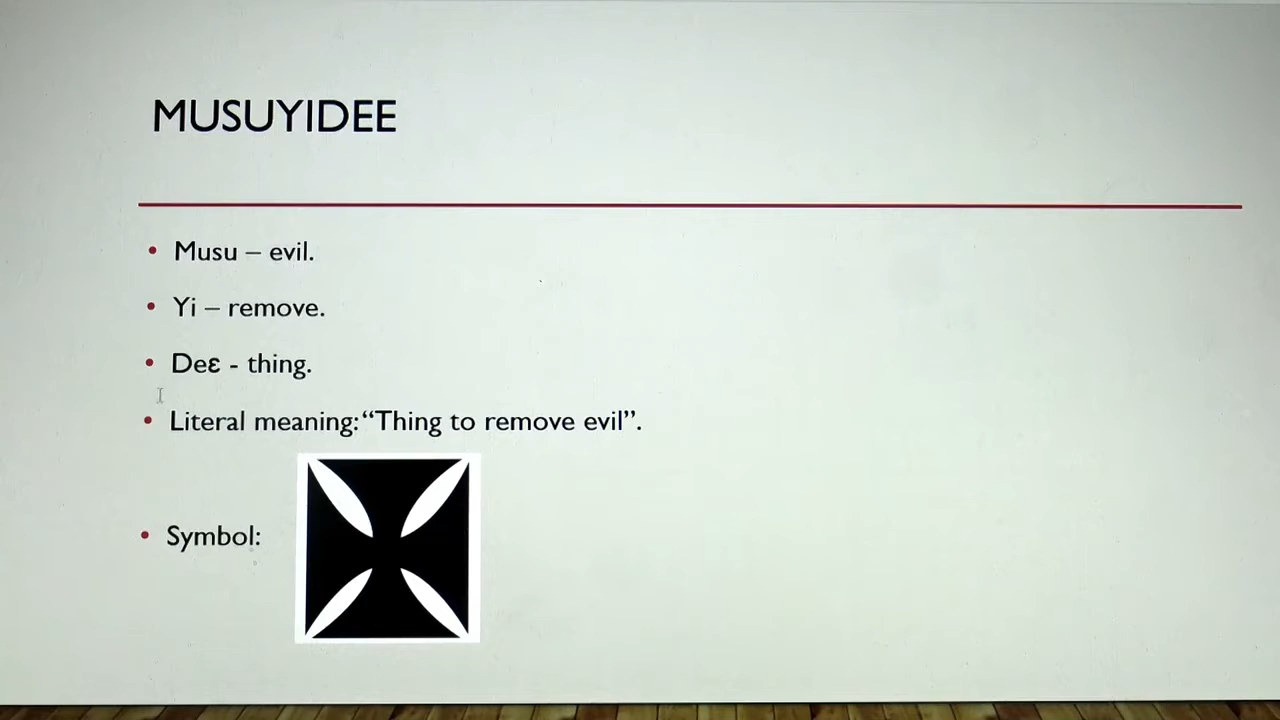 MUSUYIDEE
• Musu – evil.
• Yi – remove.
• Deɛ - thing.
• Literal meaning: “Thing to remove evil”.
• Symbol: